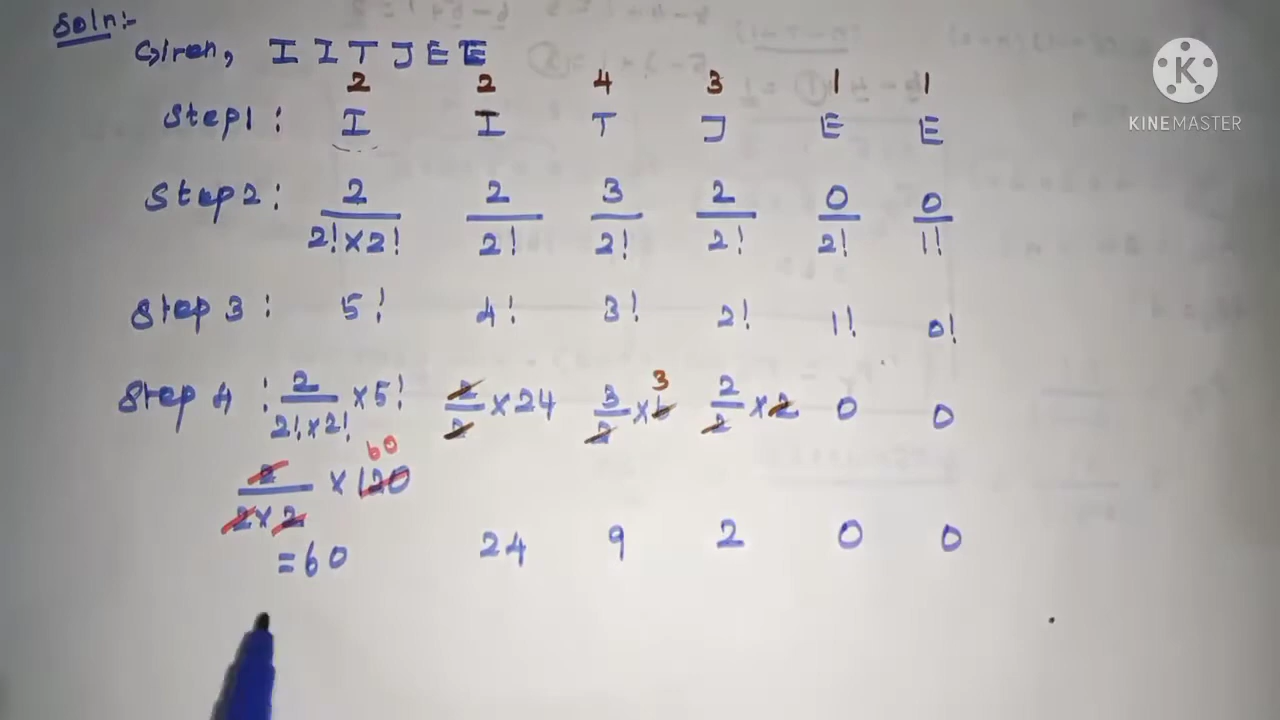 Soln:-
Given, I I T J E E
2 2 4 3 1 1
Step1 : I I T J E E
Step2 : 2/2!×2! 2/2! 3/2! 2/2! 0/2! 0/1!
Step 3 : 5! 4! 3! 2! 1! 0!
3
Step 4 : 2/2!×2! ×5! 2/2 ×24 3/2 ×6 2/2 ×2 0 0
60
2/2×2 ×120
=60 24 9 2 0 0
K
KINEMASTER